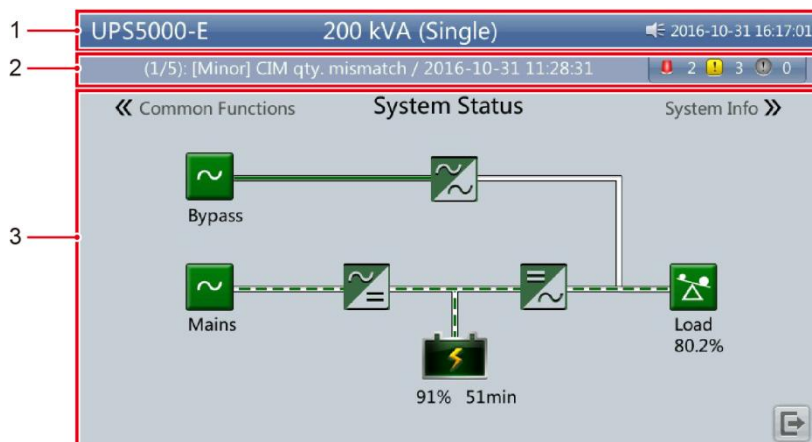 1 UPS5000-E 200 kVA (Single) 2016-10-31 16:17:01
2 (1/5): [Minor] CIM qty. mismatch / 2016-10-31 11:28:31 2 3 0
« Common Functions System Status System Info »
Bypass
3
Mains
Load
80.2%
91% 51min